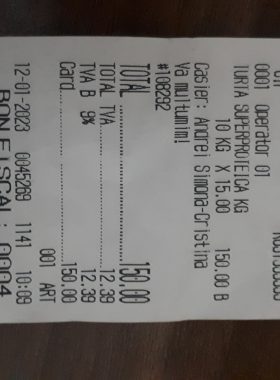 0001 operator 01
TURTA SUPERPROTEICA KG
10 KG X 15.00 150.00 B
Casier: Andrei Simona-Cristina
Va multumim!
#108292
TOTAL 150,00
TOTAL TVA 12.39
TVA B 9% 12.39
Card 150.00
001 ART
12-01-2023 0045269 1141 10:09
BON FISCAL: 0004